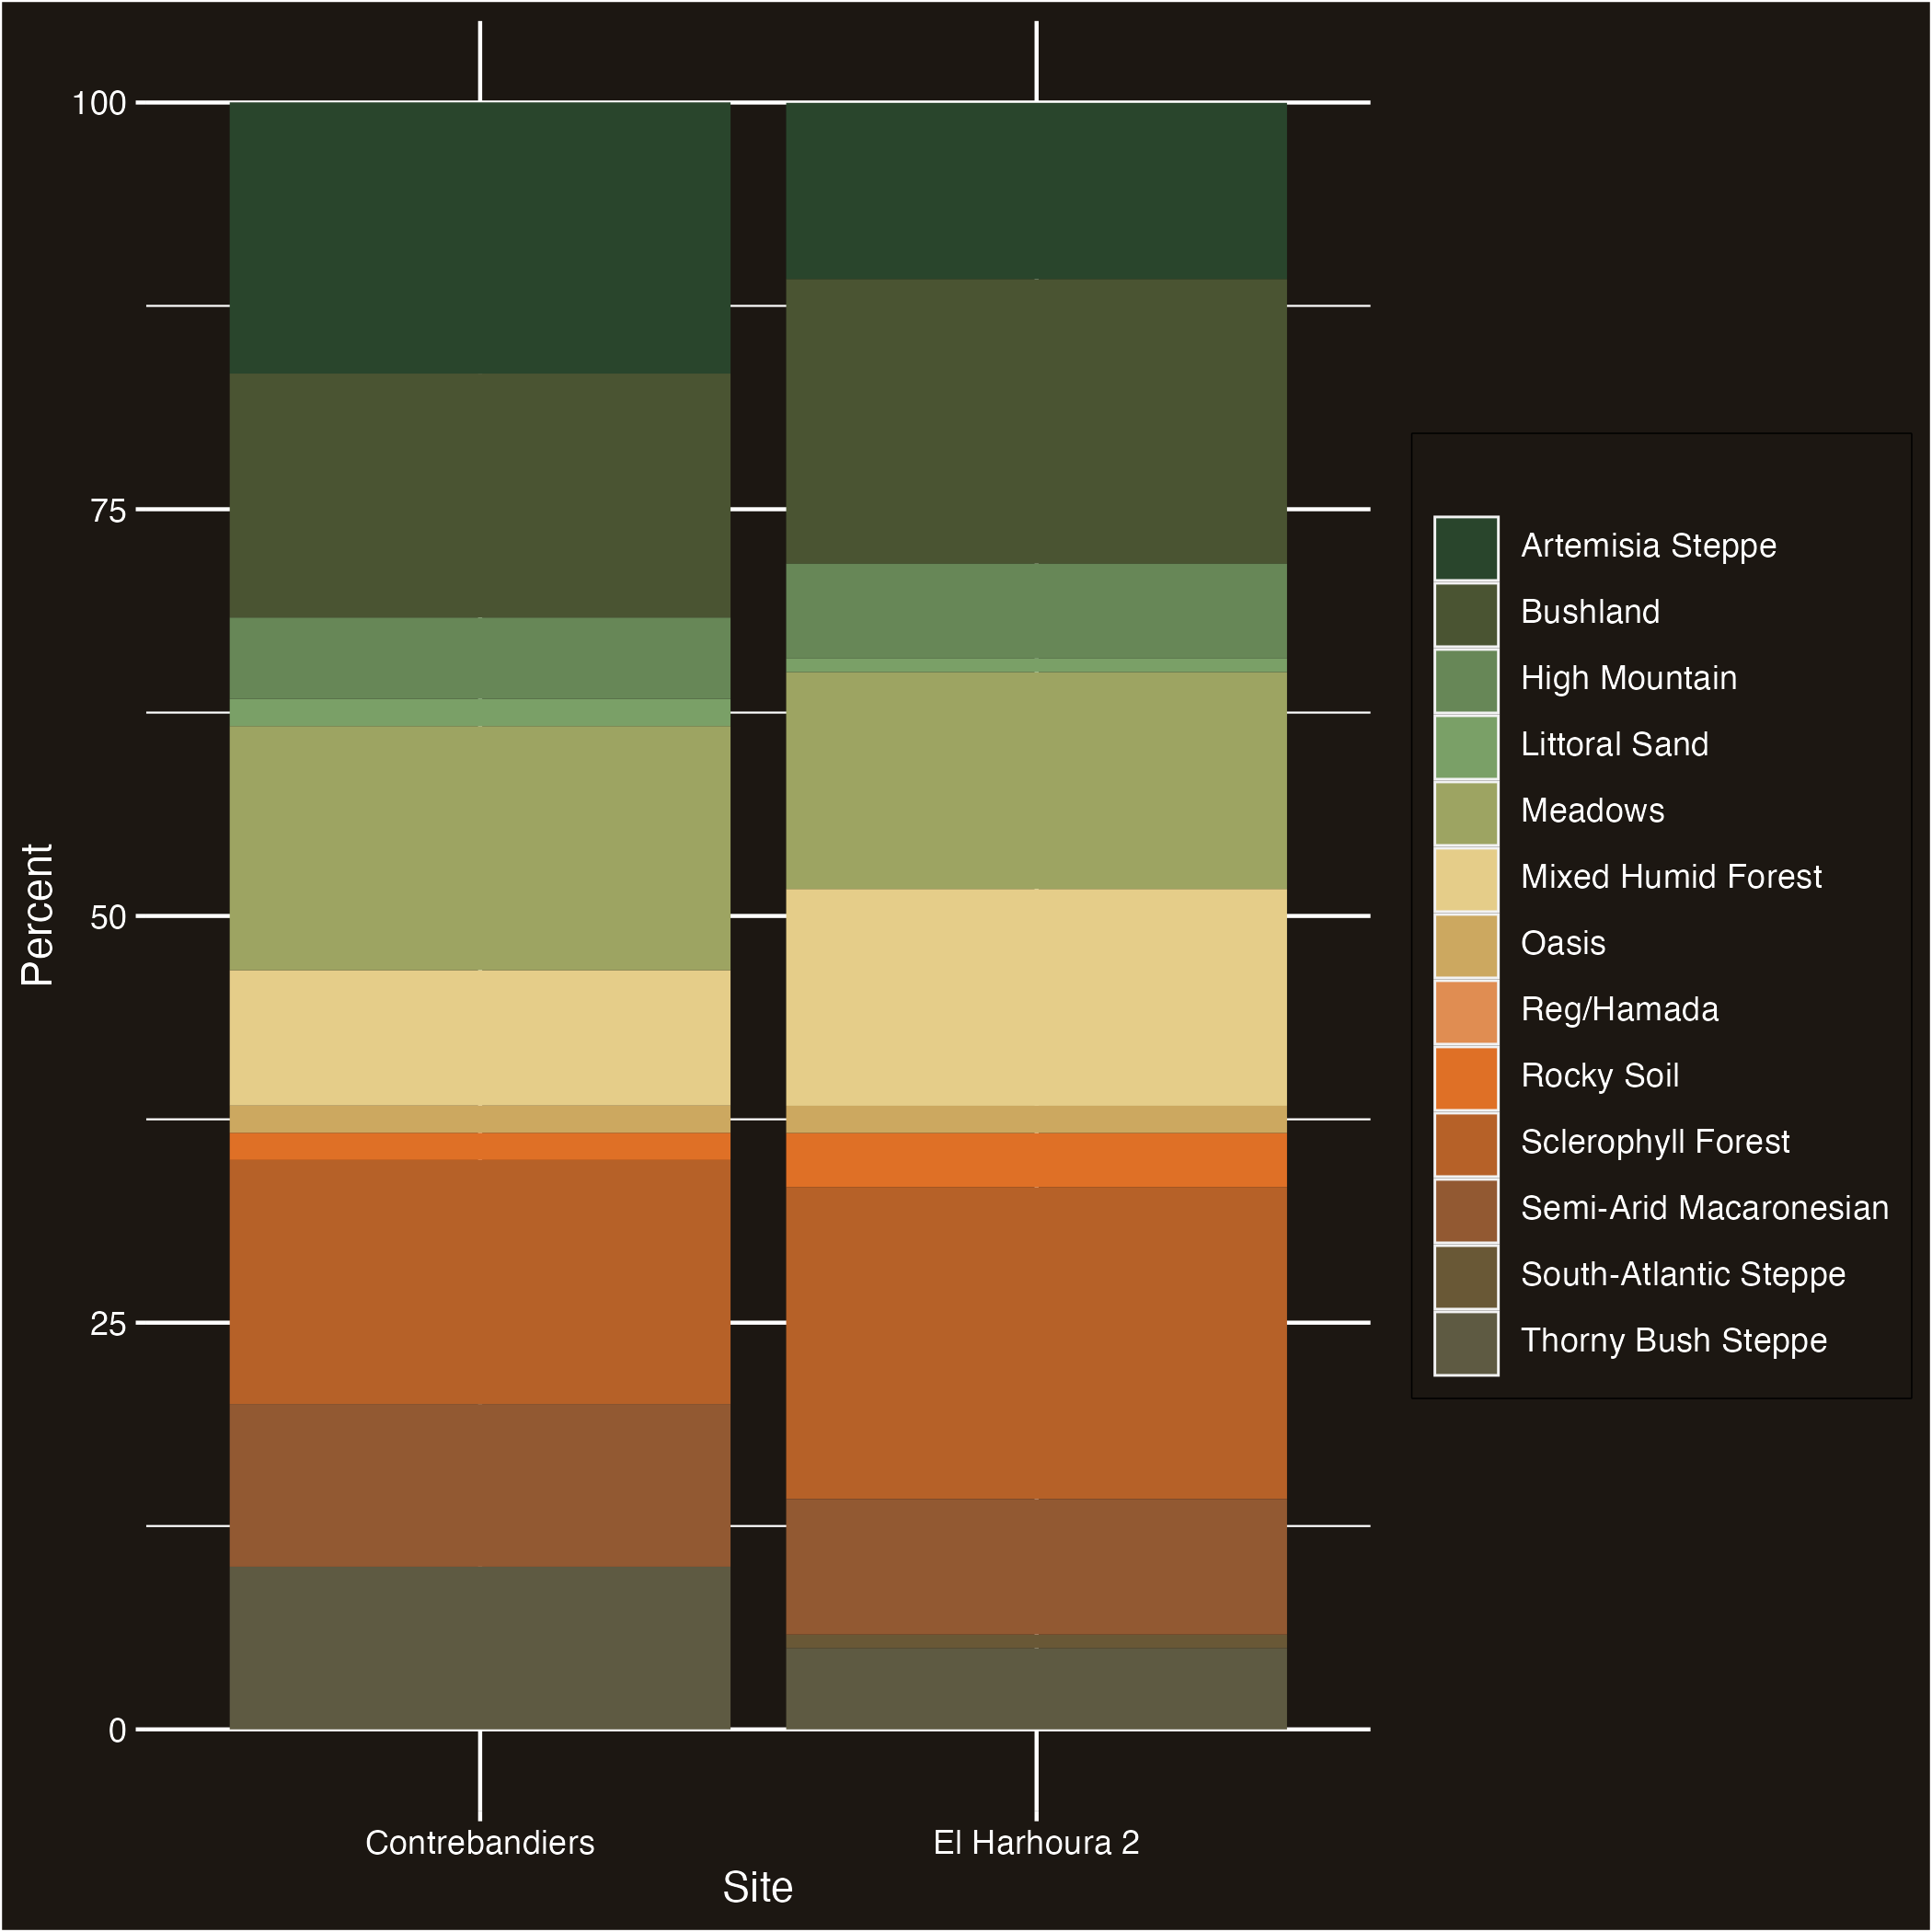 100
75
50
25
0
Percent
Contrebandiers
El Harhoura 2
Site
Artemisia Steppe
Bushland
High Mountain
Littoral Sand
Meadows
Mixed Humid Forest
Oasis
Reg/Hamada
Rocky Soil
Sclerophyll Forest
Semi-Arid Macaronesian
South-Atlantic Steppe
Thorny Bush Steppe